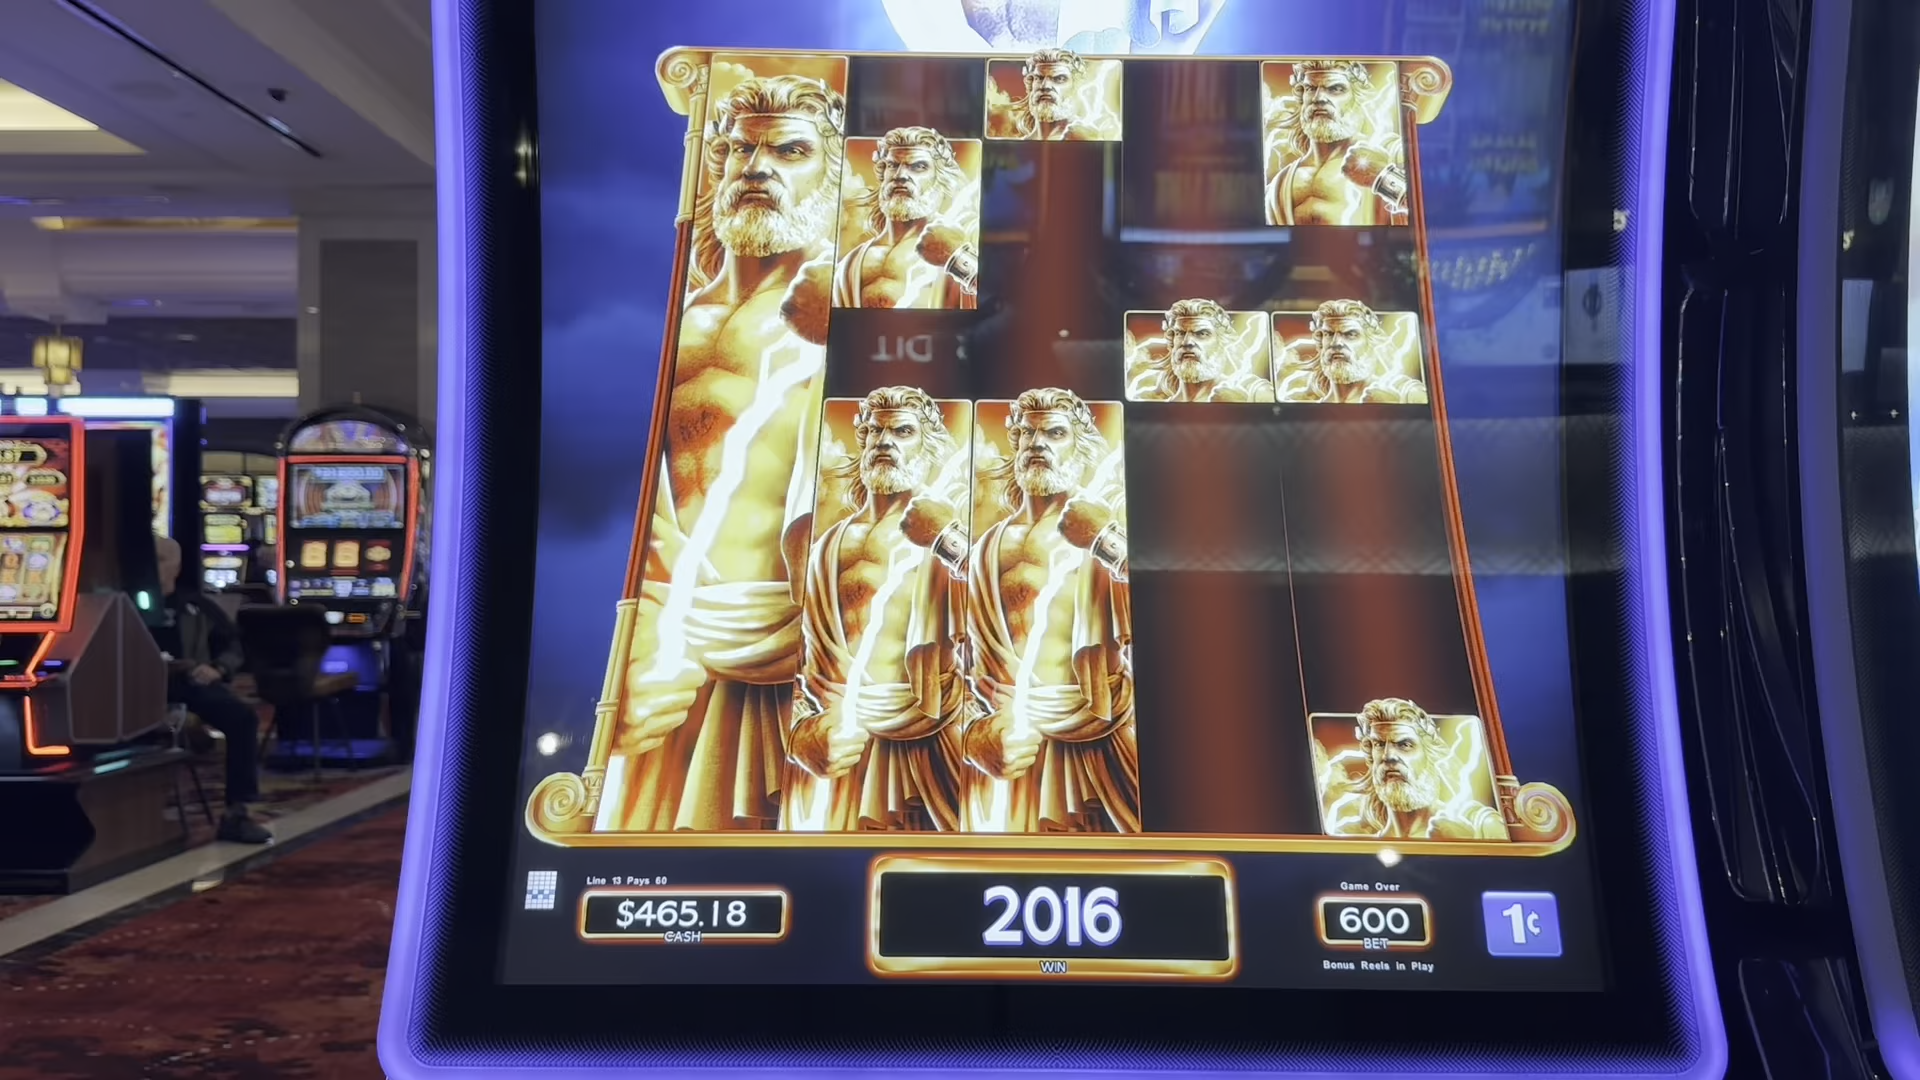 Line 13 Pays 60
$465.18
CASH
2016
WIN
Game Over
600
BET
Bonus Reels In Play
1¢